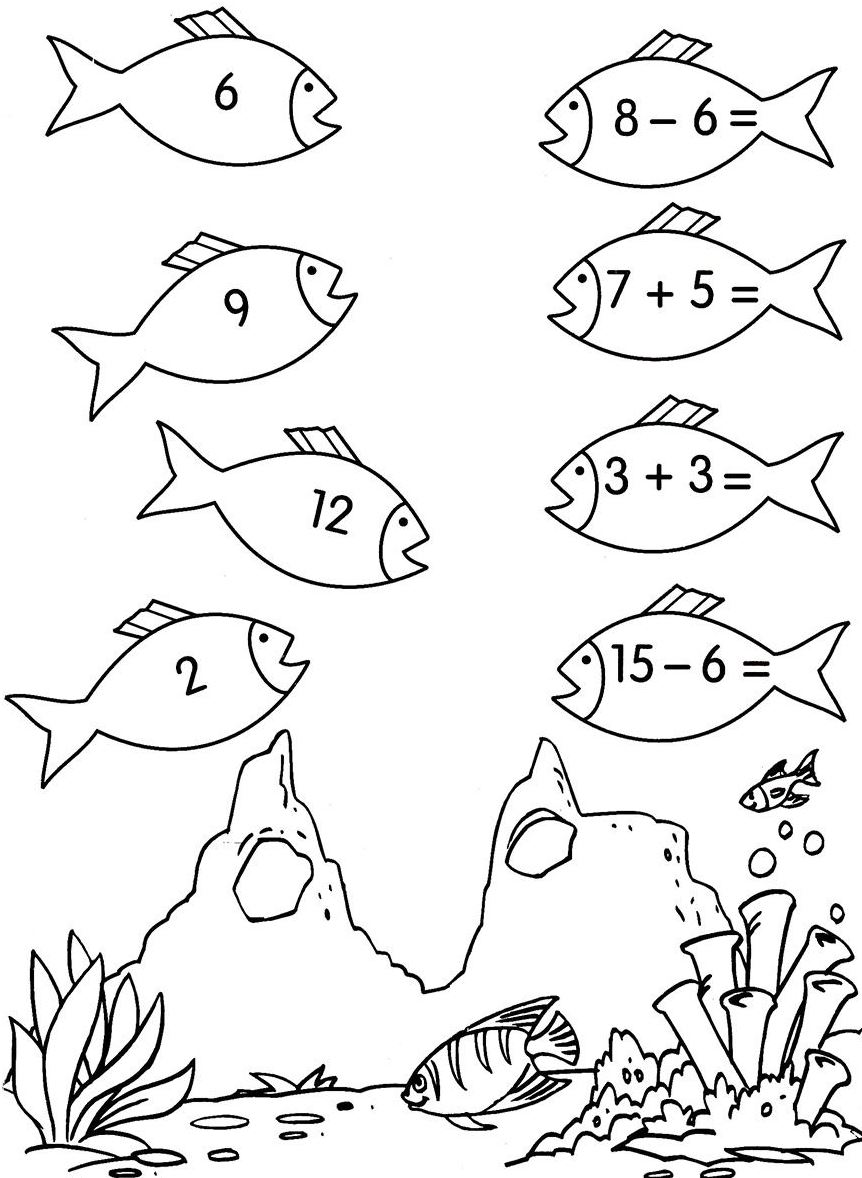 6
8 – 6 =
9
7 + 5 =
12
3 + 3 =
2
15 – 6 =